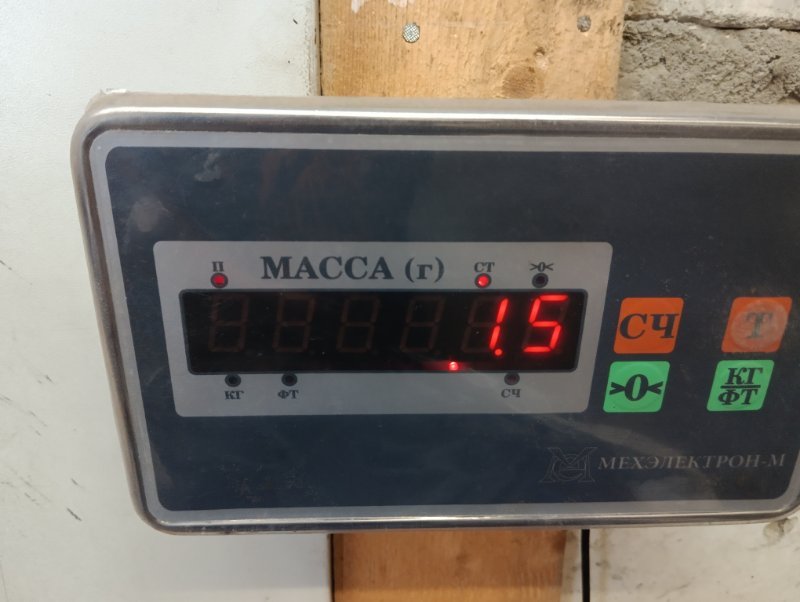 П МАССА (г) СТ >0<
1.5
КГ ФТ СЧ
СЧ Т
>0< КГ/ФТ
МЕХЭЛЕКТРОН-М